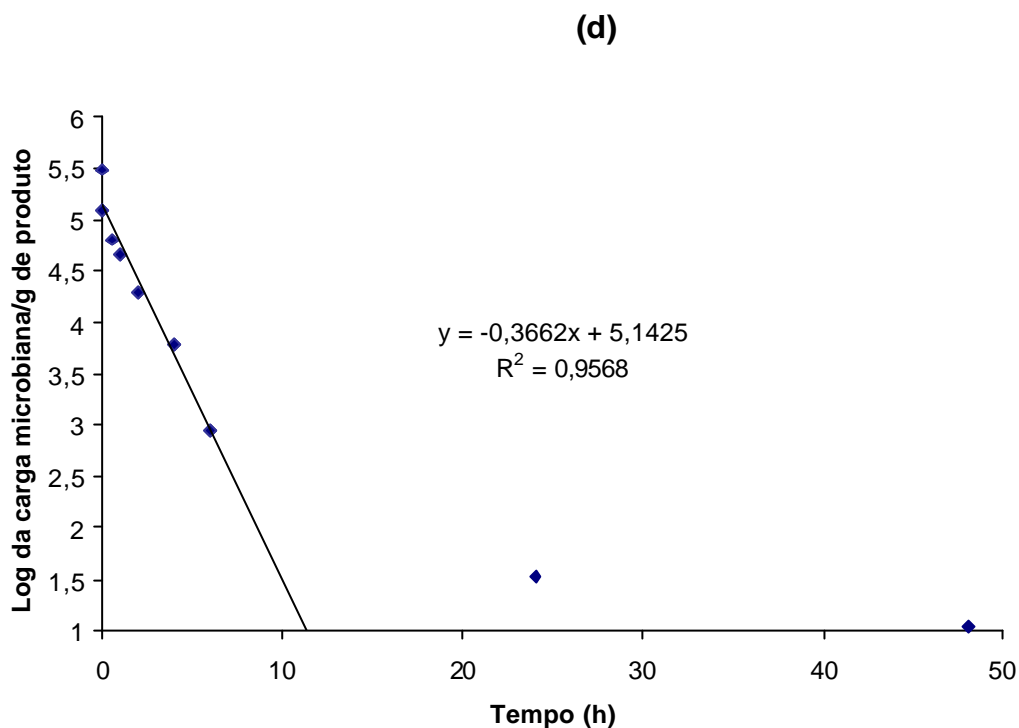 (d)
Log da carga microbiana/g de produto
6
5,5
5
4,5
4
3,5
3
2,5
2
1,5
1
y = -0,3662x + 5,1425
R² = 0,9568
0 10 20 30 40 50
Tempo (h)